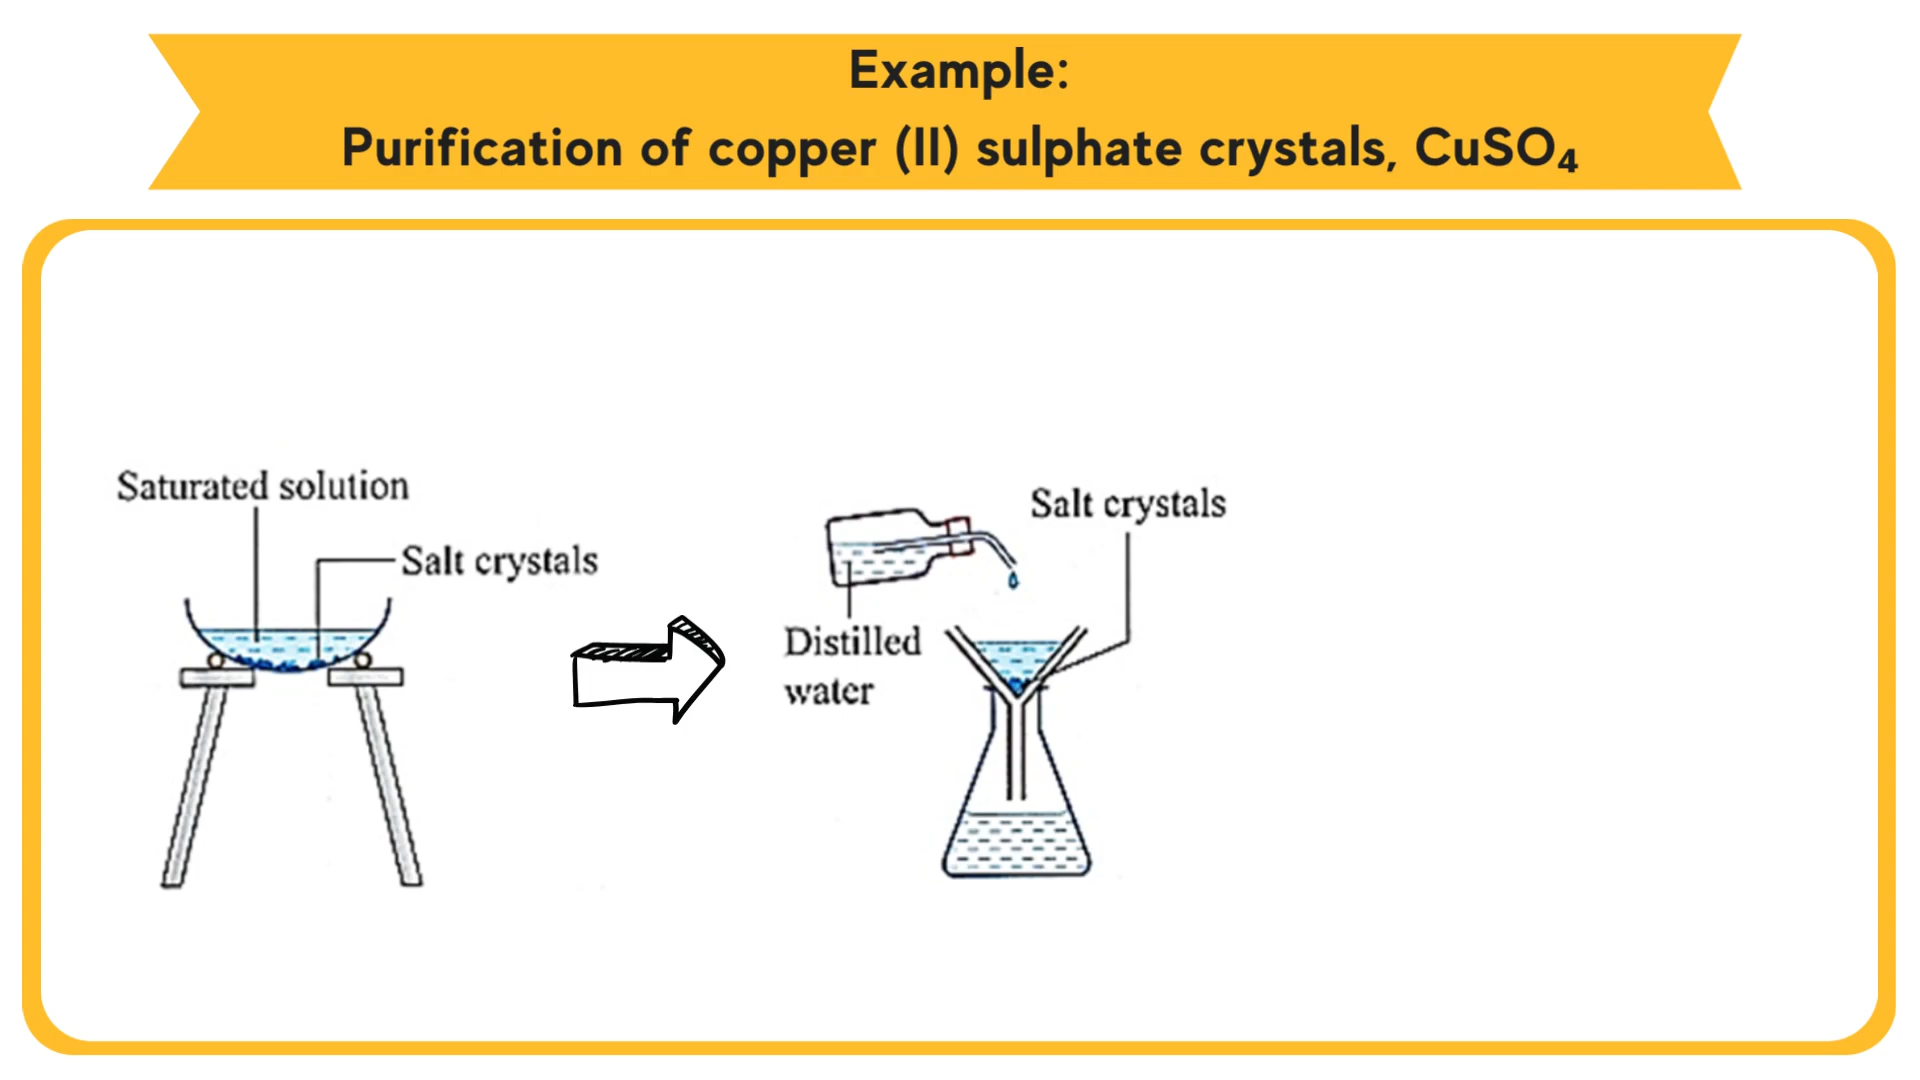 Example:
Purification of copper (II) sulphate crystals, CuSO₄
Saturated solution
Salt crystals
Salt crystals
Distilled
water